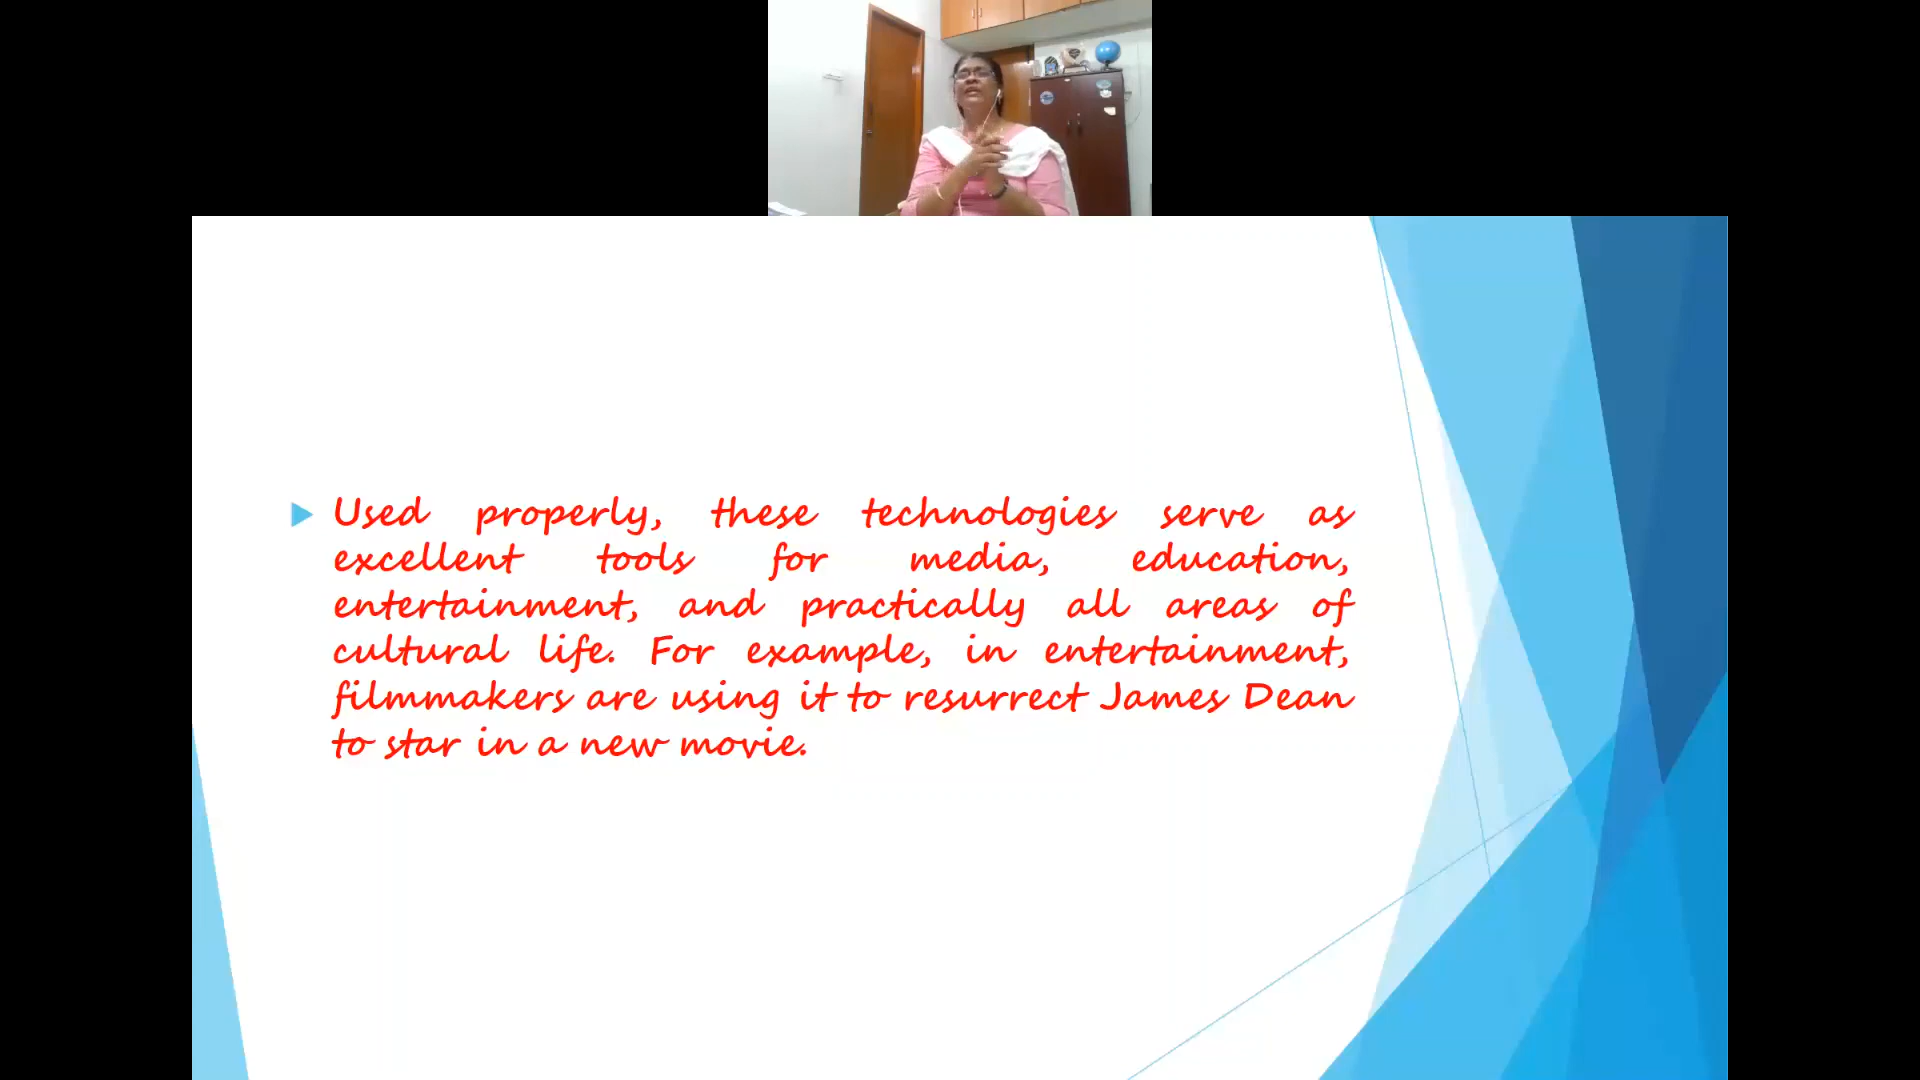 Used properly, these technologies serve as
excellent tools for media, education,
entertainment, and practically all areas of
cultural life. For example, in entertainment,
filmmakers are using it to resurrect James Dean
to star in a new movie.